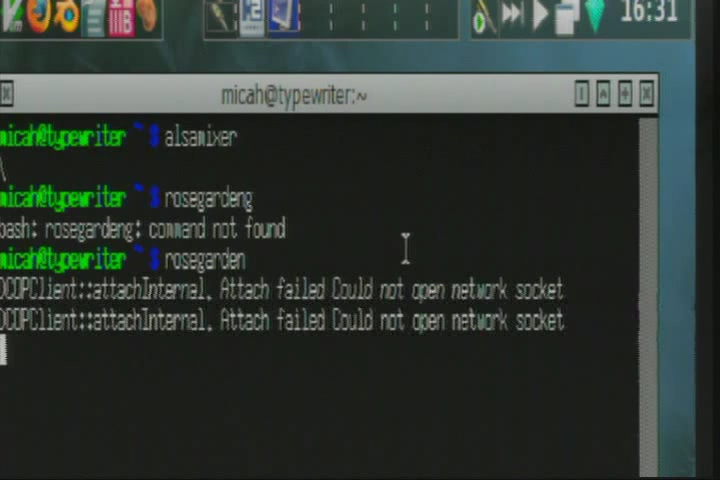 16:31
micah@typewriter:~
micah@typewriter ~ $ alsamixer
\
micah@typewriter ~ $ rosegardeng
bash: rosegardeng: command not found
micah@typewriter ~ $ rosegarden
DCOPClient::attachInternal. Attach failed Could not open network socket
DCOPClient::attachInternal. Attach failed Could not open network socket